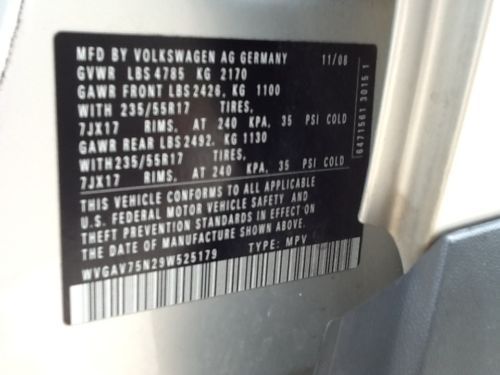 MFD BY VOLKSWAGEN AG GERMANY 11/08
GVWR LBS 4785 KG 2170
GAWR FRONT LBS 2426, KG 1100
WITH 235/55R17 TIRES,
7JX17 RIMS, AT 240 KPA, 35 PSI COLD
GAWR REAR LBS 2492, KG 1130
WITH 235/55R17 TIRES,
7JX17 RIMS, AT 240 KPA, 35 PSI COLD
THIS VEHICLE CONFORMS TO ALL APPLICABLE
U.S. FEDERAL MOTOR VEHICLE SAFETY AND
THEFT PREVENTION STANDARDS IN EFFECT ON
THE DATE OF MANUFACTURE SHOWN ABOVE.
WVGAV75N29W525179 TYPE: MPV
6471561 3015 1